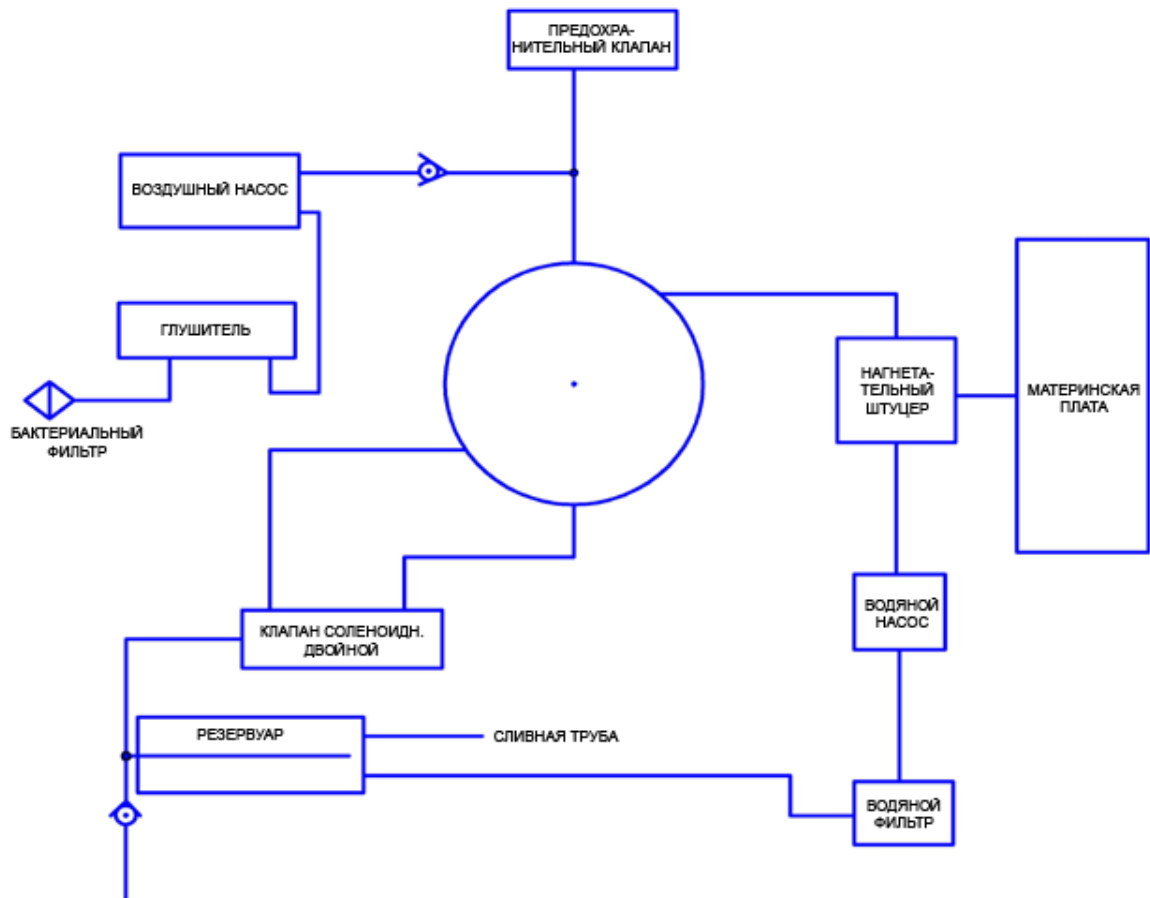 ПРЕДОХРА-
НИТЕЛЬНЫЙ КЛАПАН
ВОЗДУШНЫЙ НАСОС
ГЛУШИТЕЛЬ
БАКТЕРИАЛЬНЫЙ
ФИЛЬТР
НАГНЕТА-
ТЕЛЬНЫЙ
ШТУЦЕР
МАТЕРИНСКАЯ
ПЛАТА
КЛАПАН СОЛЕНОИДН.
ДВОЙНОЙ
ВОДЯНОЙ
НАСОС
РЕЗЕРВУАР
СЛИВНАЯ ТРУБА
ВОДЯНОЙ
ФИЛЬТР